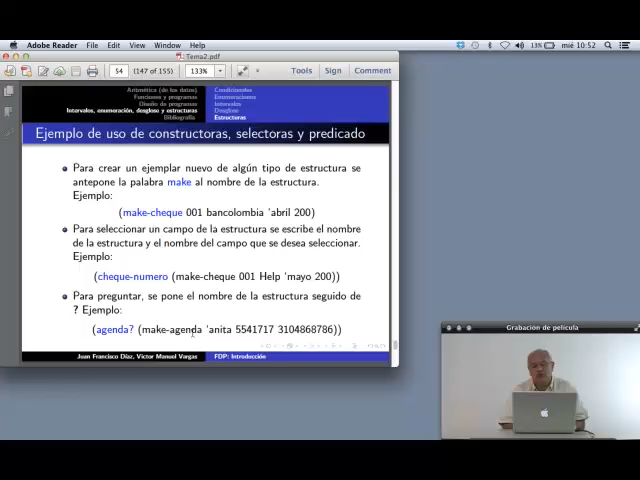 Adobe Reader File Edit View Window Help
13% mié 10:52
Tema2.pdf
54 (147 of 155) 133% Tools Sign Comment
Aritmética (de los datos)
Funciones y programas
Diseño de programas
Intervalos, enumeración, desglose y estructuras
Bibliografía
Condicionales
Enumeraciones
Intervalos
Desglose
Estructuras
Ejemplo de uso de constructoras, selectoras y predicado
Para crear un ejemplar nuevo de algún tipo de estructura se
antepone la palabra make al nombre de la estructura.
Ejemplo:
(make-cheque 001 bancolombia 'abril 200)
Para seleccionar un campo de la estructura se escribe el nombre
de la estructura y el nombre del campo que se desea seleccionar.
Ejemplo:
(cheque-numero (make-cheque 001 Help 'mayo 200))
Para preguntar, se pone el nombre de la estructura seguido de
? Ejemplo:
(agenda? (make-agenda 'anita 5541717 3104868786))
Juan Francisco Díaz, Victor Manuel Vargas FDP: Introducción
Grabación de película